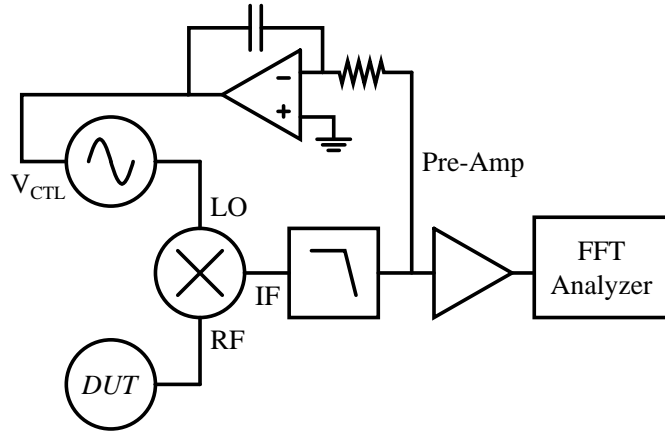 −
+
Pre-Amp
V_CTL
LO
IF
RF
DUT
FFT
Analyzer